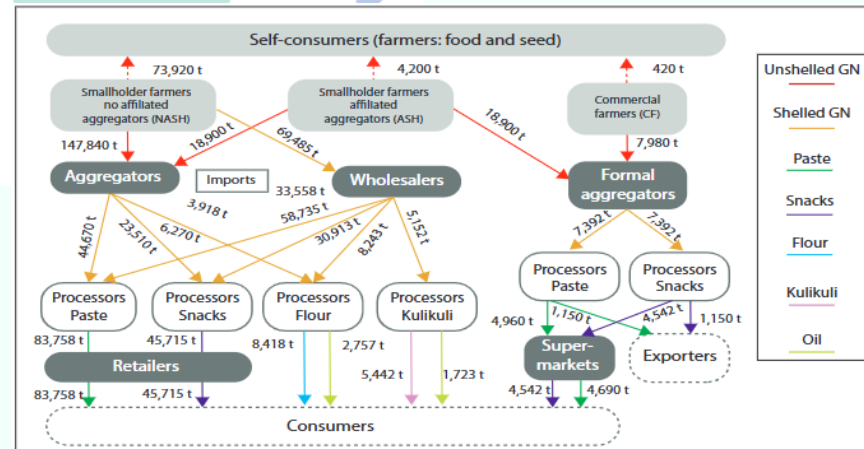 Self-consumers (farmers: food and seed)
73,920 t
4,200 t
420 t
Smallholder farmers
no affiliated
aggregators (NASH)
Smallholder farmers
affiliated
aggregators (ASH)
Commercial
farmers (CF)
147,840 t
18,900 t
69,485t
18,900 t
7,980 t
Aggregators
Imports
33,558 t
Wholesalers
Formal
aggregators
44,670 t
23,510 t
6,270 t
3,918 t
58,735 t
30,913 t
8,243 t
5,152 t
7,392 t
7,392 t
Processors
Paste
Processors
Snacks
Processors
Flour
Processors
Kulikuli
Processors
Paste
Processors
Snacks
83,758 t
45,715 t
8,418 t
2,757 t
5,442 t
1,723 t
4,960 t
1,150 t
4,542 t
1,150 t
Retailers
Super-
markets
Exporters
83,758 t
45,715 t
4,542 t
4,690 t
Consumers
Unshelled GN
Shelled GN
Paste
Snacks
Flour
Kulikuli
Oil